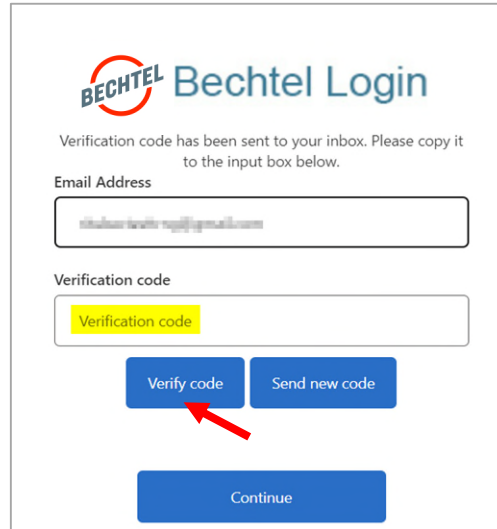 BECHTEL Bechtel Login
Verification code has been sent to your inbox. Please copy it
to the input box below.
Email Address
Verification code
Verification code
Verify code Send new code
Continue